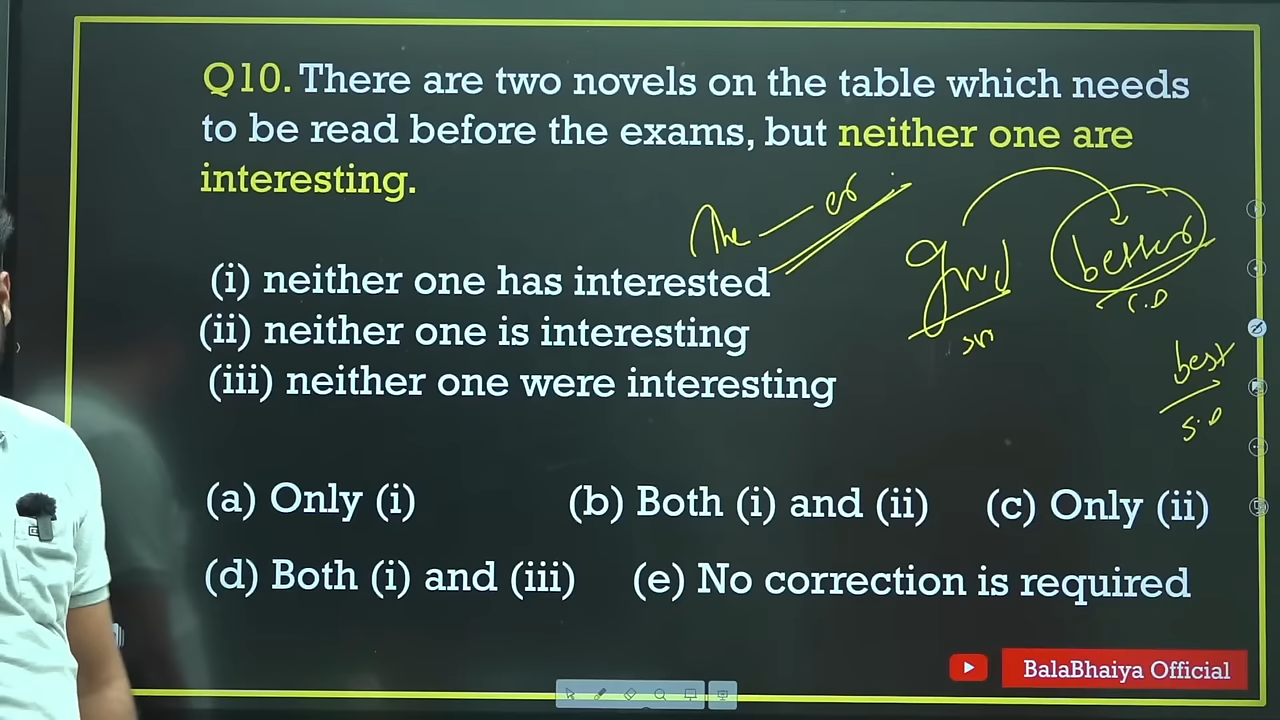 Q10. There are two novels on the table which needs
to be read before the exams, but neither one are
interesting.
The — er
good better
C.D
best
S.D
(i) neither one has interested
(ii) neither one is interesting
(iii) neither one were interesting
(a) Only (i) (b) Both (i) and (ii) (c) Only (ii)
(d) Both (i) and (iii) (e) No correction is required
BalaBhaiya Official